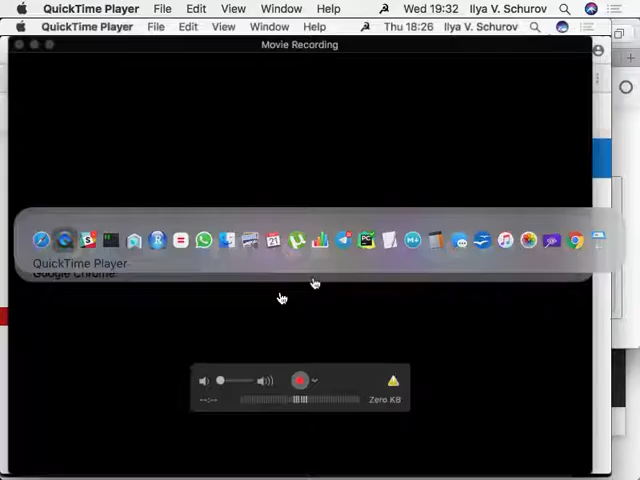 QuickTime Player File Edit View Window Help Wed 19:32 Ilya V. Schurov
QuickTime Player File Edit View Window Help Thu 18:26 Ilya V. Schurov
Movie Recording
QuickTime Player
Google Chrome
--:-- Zero KB